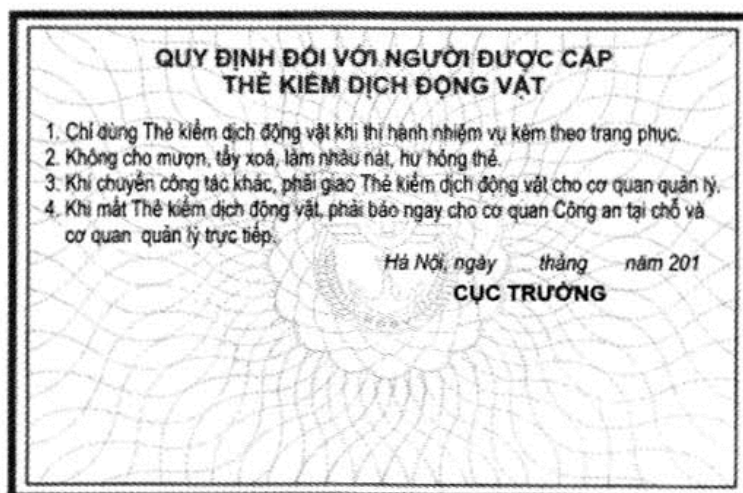 QUY ĐỊNH ĐỐI VỚI NGƯỜI ĐƯỢC CẤP
THẺ KIỂM DỊCH ĐỘNG VẬT
1. Chỉ dùng Thẻ kiểm dịch động vật khi thi hành nhiệm vụ kèm theo trang phục.
2. Không cho mượn, tẩy xoá, làm nhàu nát, hư hỏng thẻ.
3. Khi chuyển công tác khác, phải giao Thẻ kiểm dịch động vật cho cơ quan quản lý.
4. Khi mất Thẻ kiểm dịch động vật, phải báo ngay cho cơ quan Công an tại chỗ và
cơ quan quản lý trực tiếp.
Hà Nội, ngày tháng năm 201
CỤC TRƯỞNG